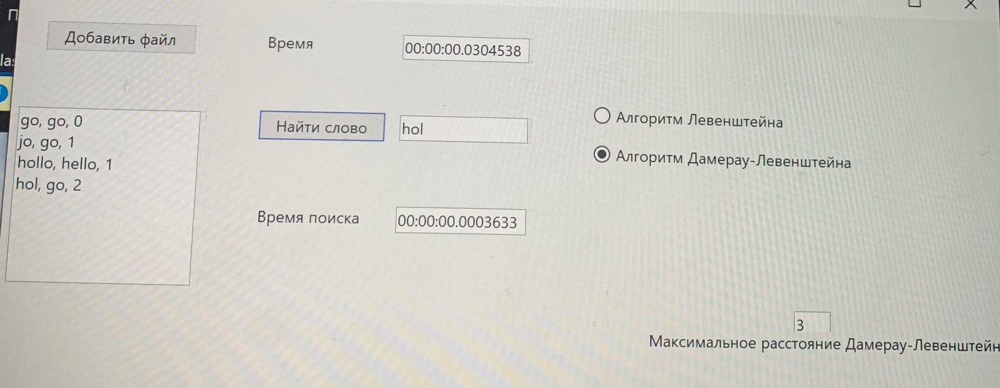 П
la:
Добавить файл
Время
00:00:00.0304538
go, go, 0
jo, go, 1
hollo, hello, 1
hol, go, 2
Найти слово
hol
Алгоритм Левенштейна
Алгоритм Дамерау-Левенштейна
Время поиска
00:00:00.0003633
3
Максимальное расстояние Дамерау-Левенштейн